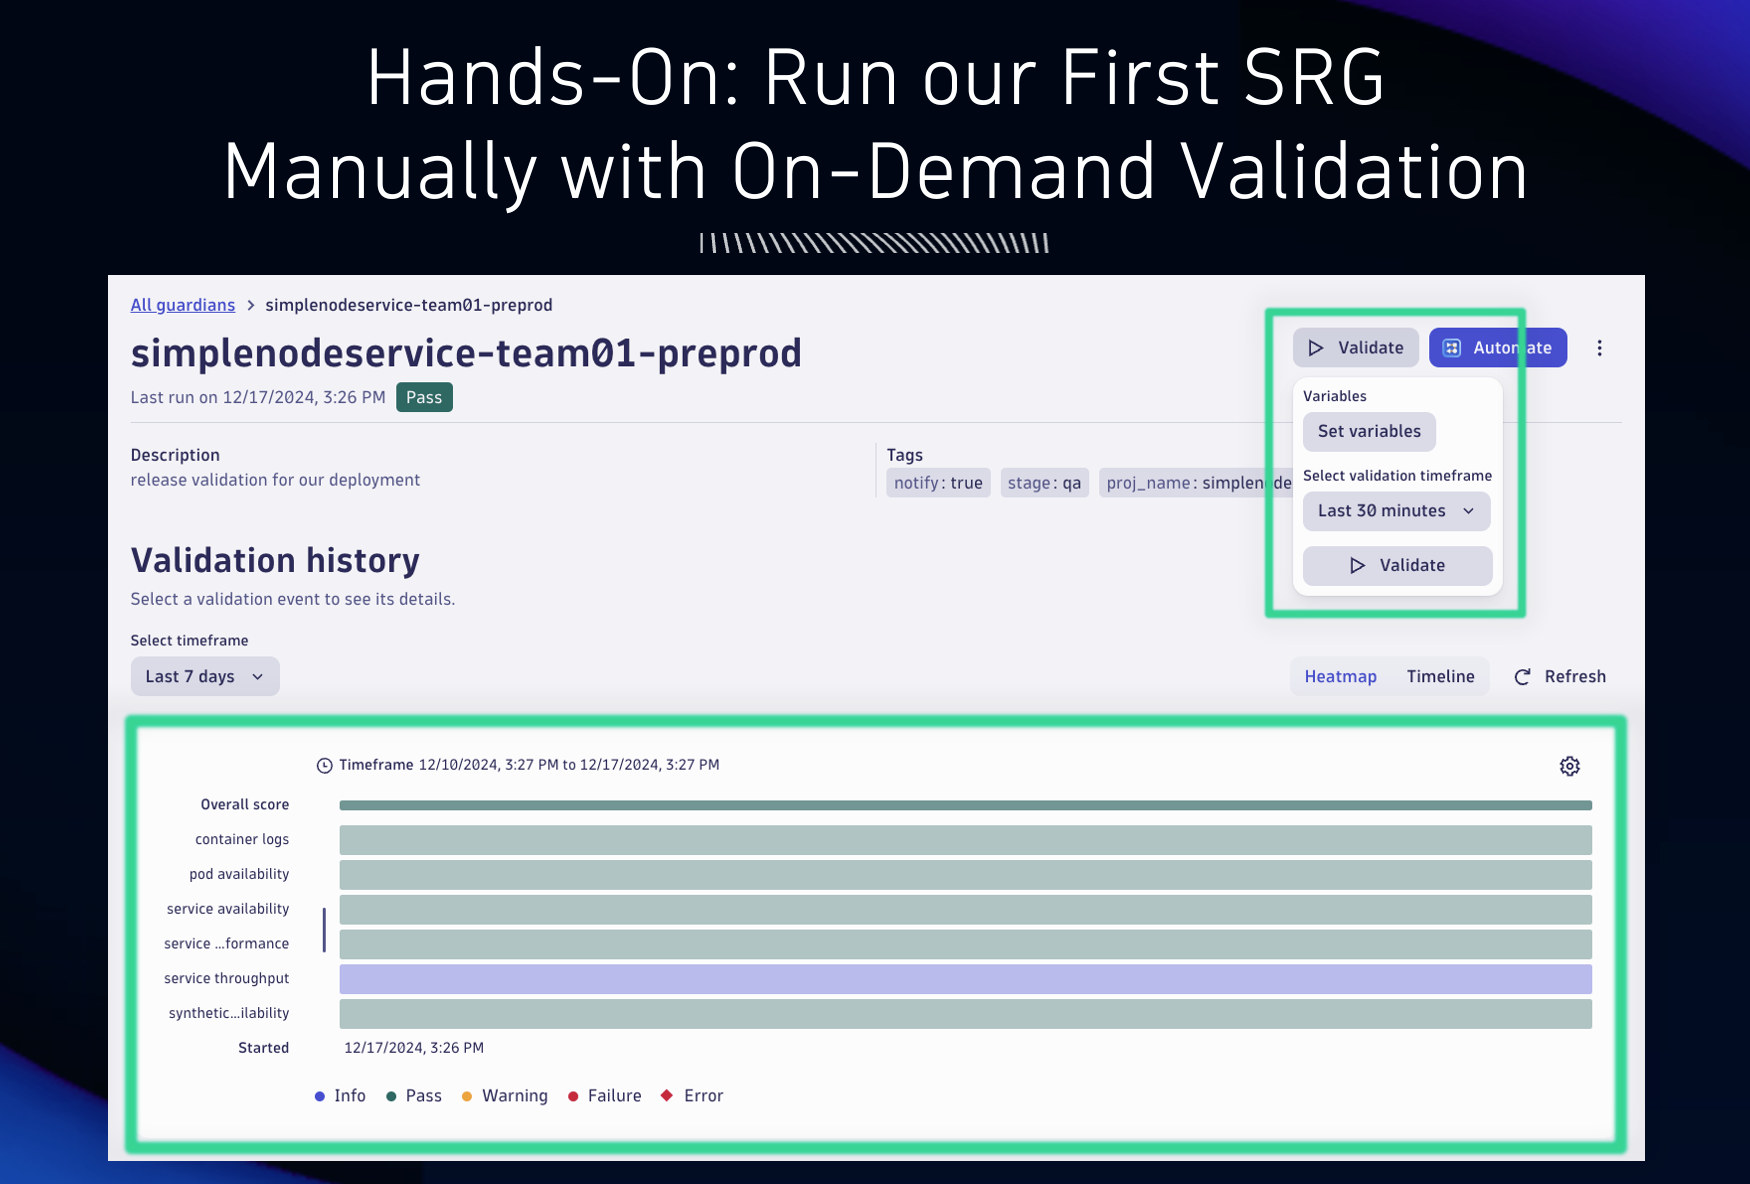 Hands-On: Run our First SRG
Manually with On-Demand Validation
All guardians > simplenodeservice-team01-preprod
simplenodeservice-team01-preprod
Validate
Automate
Last run on 12/17/2024, 3:26 PM Pass
Variables
Set variables
Select validation timeframe
Last 30 minutes
Validate
Description
release validation for our deployment
Tags
notify: true stage: qa proj_name: simplenode
Validation history
Select a validation event to see its details.
Select timeframe
Last 7 days
Heatmap Timeline Refresh
Timeframe 12/10/2024, 3:27 PM to 12/17/2024, 3:27 PM
Overall score
container logs
pod availability
service availability
service ...formance
service throughput
synthetic...ilability
Started 12/17/2024, 3:26 PM
Info Pass Warning Failure Error